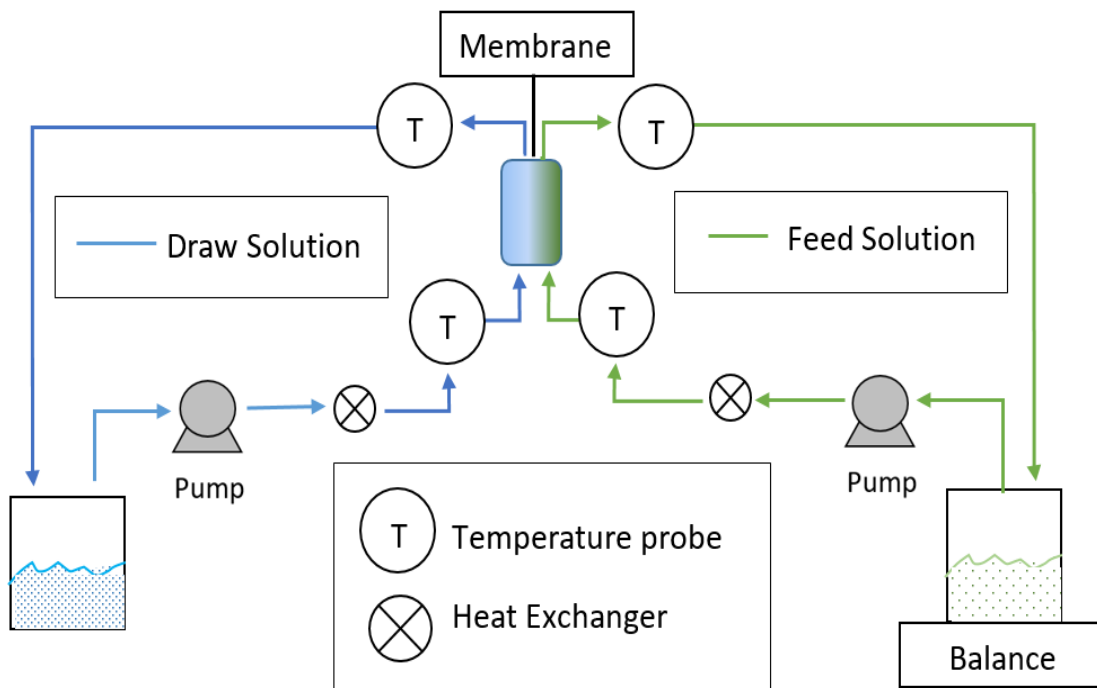 Membrane
T
T
Draw Solution
Feed Solution
T
T
Pump
Pump
T
Temperature probe
Heat Exchanger
Balance